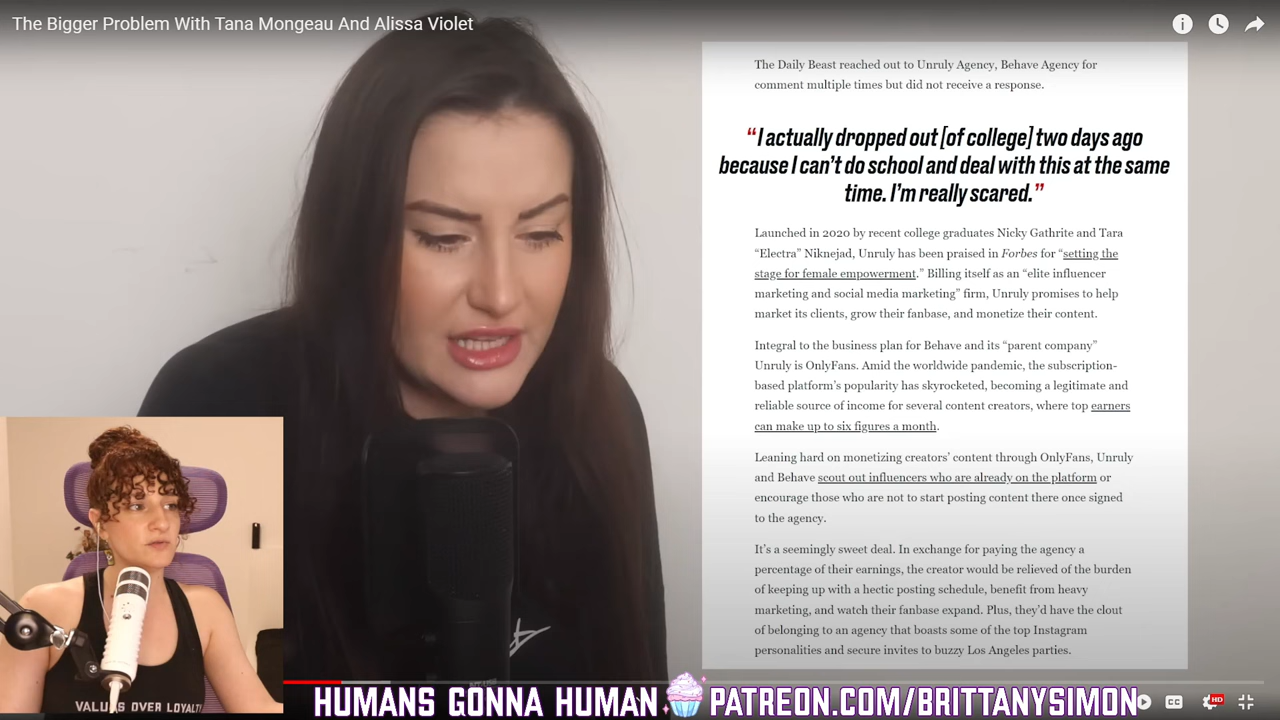 The Bigger Problem With Tana Mongeau And Alissa Violet
The Daily Beast reached out to Unruly Agency, Behave Agency for
comment multiple times but did not receive a response.
“I actually dropped out [of college] two days ago
because I can’t do school and deal with this at the same
time. I’m really scared.”
Launched in 2020 by recent college graduates Nicky Gathrite and Tara
“Electra” Niknejad, Unruly has been praised in Forbes for “setting the
stage for female empowerment.” Billing itself as an “elite influencer
marketing and social media marketing” firm, Unruly promises to help
market its clients, grow their fanbase, and monetize their content.
Integral to the business plan for Behave and its “parent company”
Unruly is OnlyFans. Amid the worldwide pandemic, the subscription-
based platform’s popularity has skyrocketed, becoming a legitimate and
reliable source of income for several content creators, where top earners
can make up to six figures a month.
Leaning hard on monetizing creators’ content through OnlyFans, Unruly
and Behave scout out influencers who are already on the platform or
encourage those who are not to start posting content there once signed
to the agency.
It’s a seemingly sweet deal. In exchange for paying the agency a
percentage of their earnings, the creator would be relieved of the burden
of keeping up with a hectic posting schedule, benefit from heavy
marketing, and watch their fanbase expand. Plus, they’d have the clout
of belonging to an agency that boasts some of the top Instagram
personalities and secure invites to buzzy Los Angeles parties.
VALUES OVER LOYALTY
HUMANS GONNA HUMAN PATREON.COM/BRITTANYSIMON
CC
HD